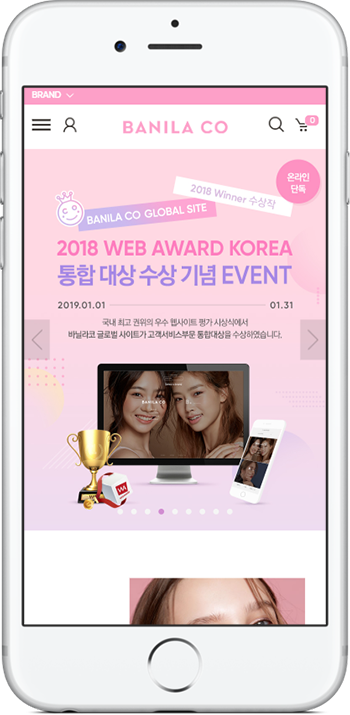 BRAND
BANILA CO
0
온라인
단독
2018 Winner 수상작
BANILA CO GLOBAL SITE
2018 WEB AWARD KOREA
통합 대상 수상 기념 EVENT
2019.01.01
01.31
국내 최고 권위의 우수 웹사이트 평가 시상식에서
바닐라코 글로벌 사이트가 고객서비스부문 통합대상을 수상하였습니다.
BANILA CO